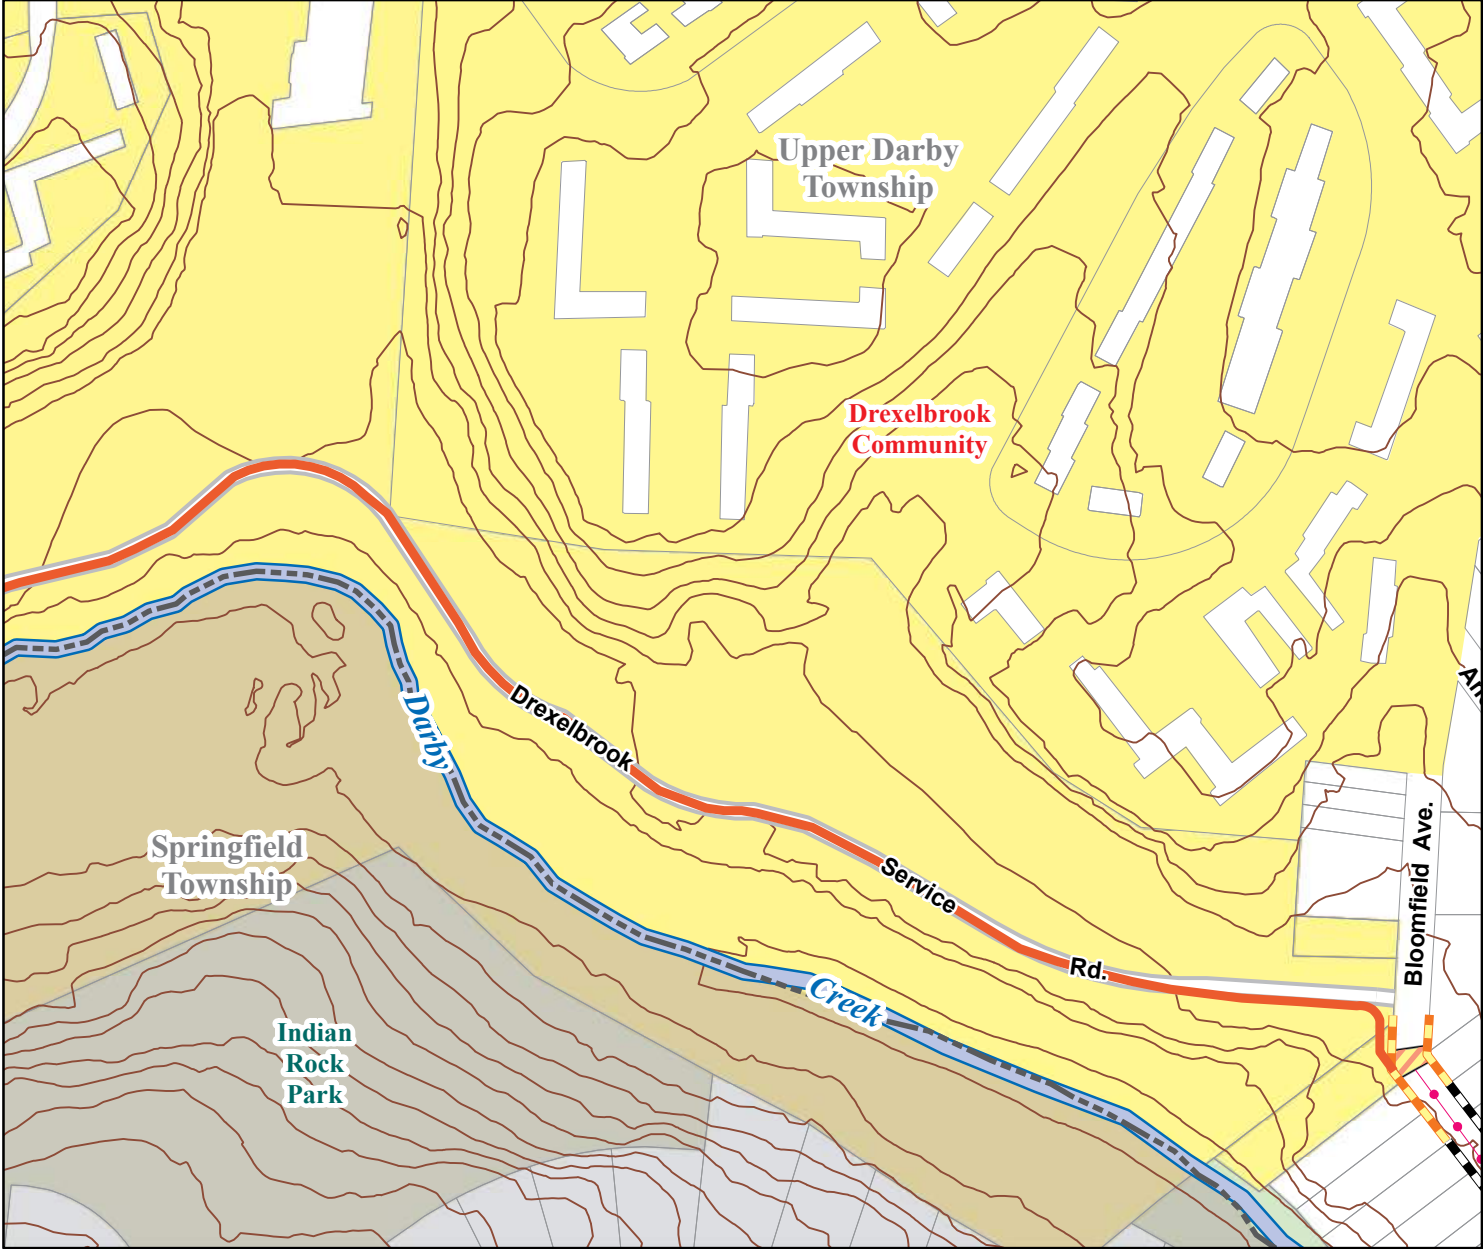 Upper Darby
Township
Drexelbrook
Community
Drexelbrook
Service
Rd.
Darby
Creek
Bloomfield Ave.
Springfield
Township
Indian
Rock
Park